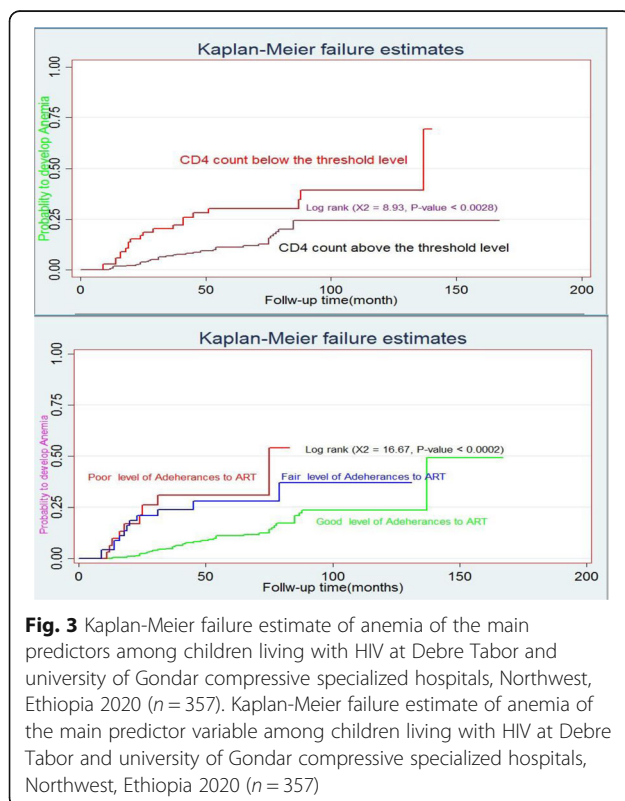 Kaplan-Meier failure estimates
Probablity to develop Anemia
1.00
0.75
0.50
0.25
0.00
CD4 count below the threshold level
Log rank (X2 = 8.93, P-value < 0.0028)
CD4 count above the threshold level
0 50 100 150 200
Follw-up time(month)
Kaplan-Meier failure estimates
Probablity to develop Anemia
1.00
0.75
0.50
0.25
0.00
Log rank (X2 = 16.67, P-value < 0.0002)
Poor level of Adeherances to ART
Fair level of Adeherances to ART
Good level of Adeherances to ART
0 50 100 150 200
Follow-up time(month)
Fig. 3 Kaplan-Meier failure estimate of anemia of the main
predictors among children living with HIV at Debre Tabor and
university of Gondar compressive specialized hospitals, Northwest,
Ethiopia 2020 (n = 357). Kaplan-Meier failure estimate of anemia of
the main predictor variable among children living with HIV at Debre
Tabor and university of Gondar compressive specialized hospitals,
Northwest, Ethiopia 2020 (n = 357)